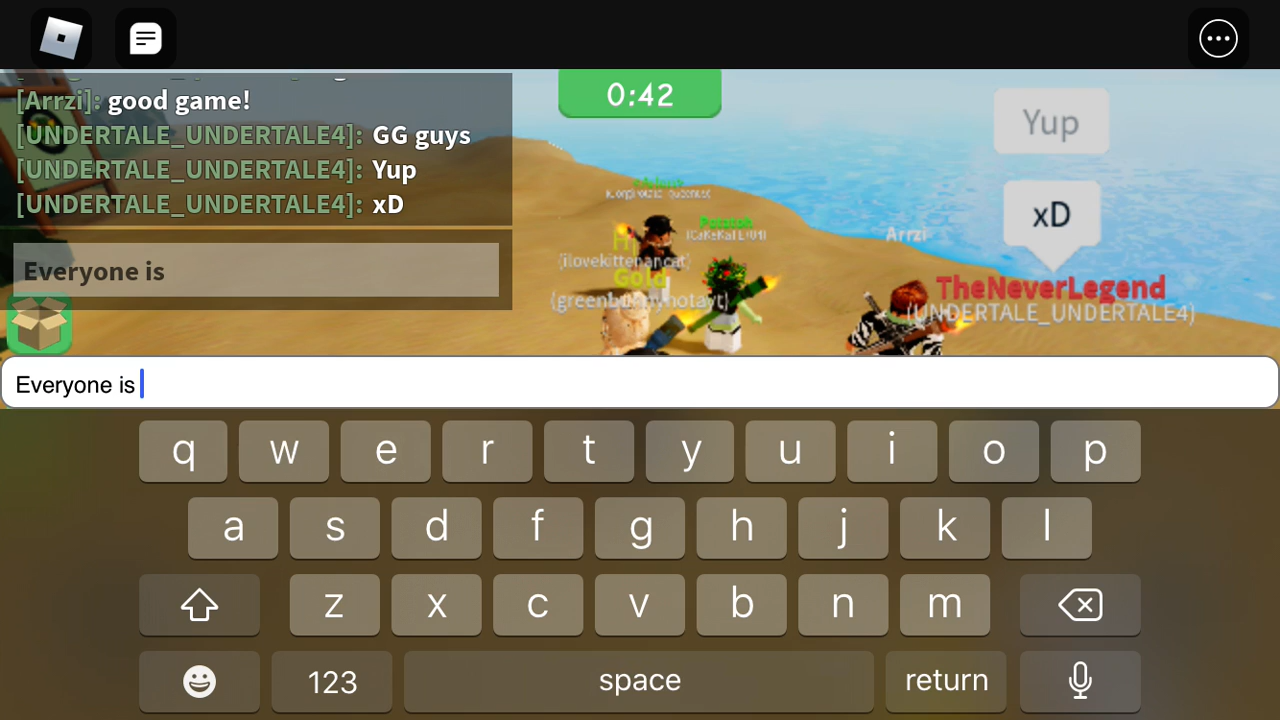 [Arrzi]: good game!
[UNDERTALE_UNDERTALE4]: GG guys
[UNDERTALE_UNDERTALE4]: Yup
[UNDERTALE_UNDERTALE4]: xD
Everyone is
0:42
Yup
xD
Arrzi
TheNeverLegend
(UNDERTALE_UNDERTALE4)
(ilovekittenancat)
Gold
Everyone is
q w e r t y u i o p
a s d f g h j k l
z x c v b n m
123 space return